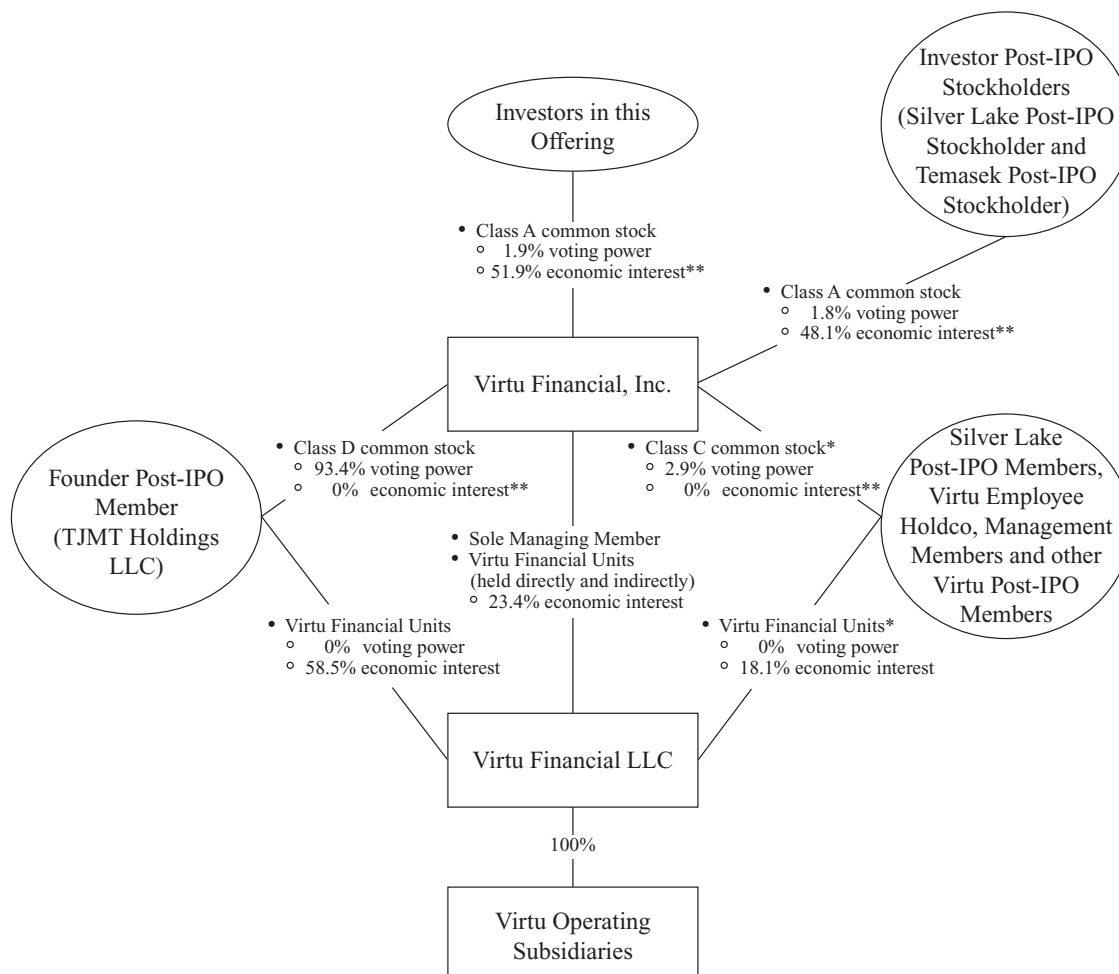 Investor Post-IPO
Stockholders
(Silver Lake Post-IPO
Stockholder and
Temasek Post-IPO
Stockholder)
Investors in this
Offering
• Class A common stock
○ 1.9% voting power
○ 51.9% economic interest**
• Class A common stock
○ 1.8% voting power
○ 48.1% economic interest**
Virtu Financial, Inc.
Founder Post-IPO
Member
(TJMT Holdings
LLC)
• Class D common stock
○ 93.4% voting power
○ 0% economic interest**
• Class C common stock*
○ 2.9% voting power
○ 0% economic interest**
Silver Lake
Post-IPO Members,
Virtu Employee
Holdco, Management
Members and other
Virtu Post-IPO
Members
• Sole Managing Member
• Virtu Financial Units
(held directly and indirectly)
○ 23.4% economic interest
• Virtu Financial Units
○ 0% voting power
○ 58.5% economic interest
• Virtu Financial Units*
○ 0% voting power
○ 18.1% economic interest
Virtu Financial LLC
100%
Virtu Operating
Subsidiaries